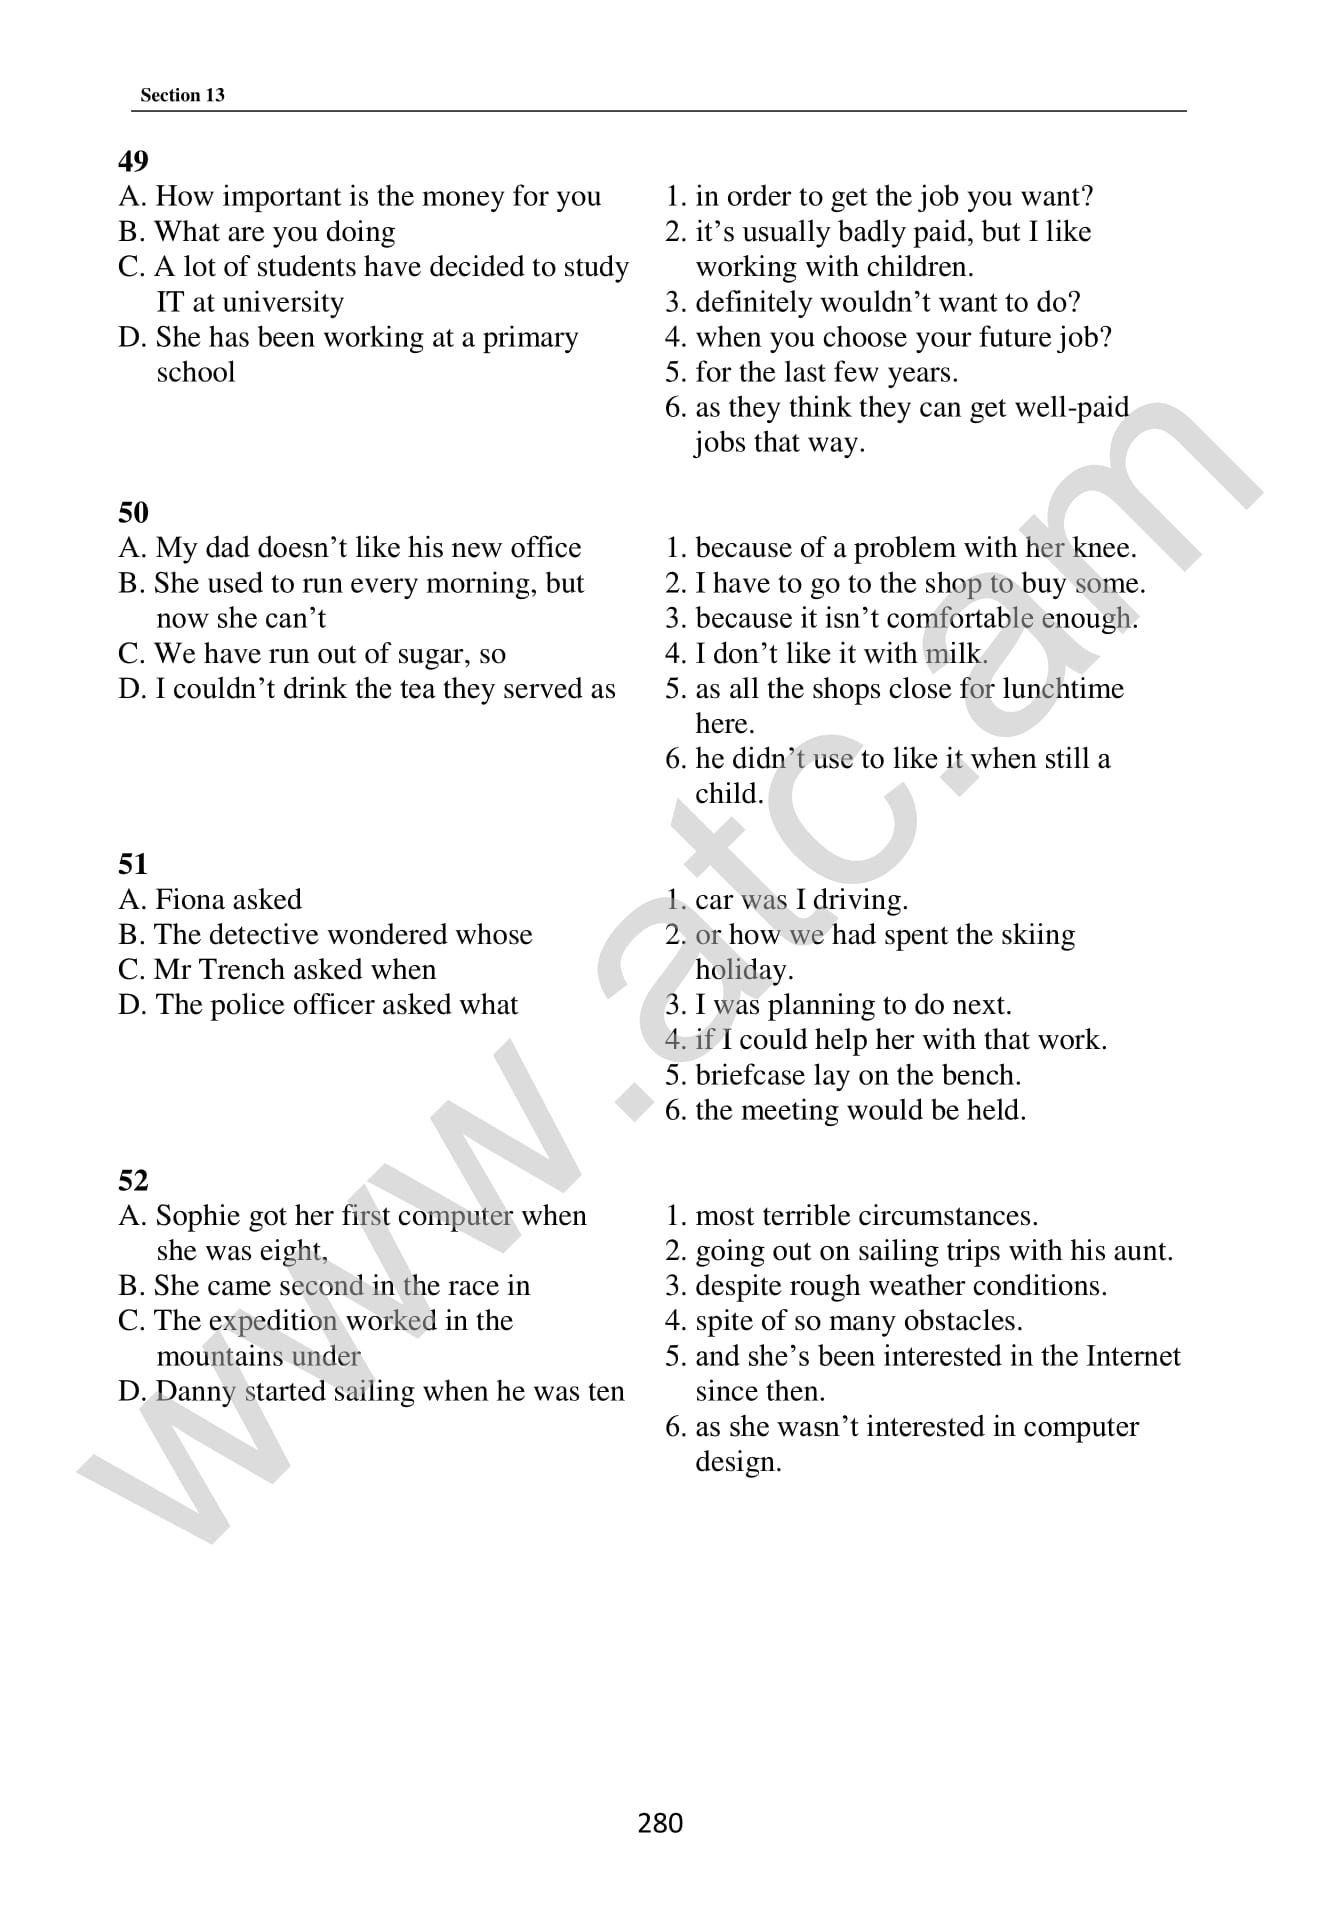 Section 13
49
A. How important is the money for you
B. What are you doing
C. A lot of students have decided to study
IT at university
D. She has been working at a primary
school
1. in order to get the job you want?
2. it's usually badly paid, but I like
working with children.
3. definitely wouldn't want to do?
4. when you choose your future job?
5. for the last few years.
6. as they think they can get well-paid
jobs that way.
50
A. My dad doesn't like his new office
B. She used to run every morning, but
now she can't
C. We have run out of sugar, so
D. I couldn't drink the tea they served as
1. because of a problem with her knee.
2. I have to go to the shop to buy some.
3. because it isn't comfortable enough.
4. I don't like it with milk.
5. as all the shops close for lunchtime
here.
6. he didn't use to like it when still a
child.
51
A. Fiona asked
B. The detective wondered whose
C. Mr Trench asked when
D. The police officer asked what
1. car was I driving.
2. or how we had spent the skiing
holiday.
3. I was planning to do next.
4. if I could help her with that work.
5. briefcase lay on the bench.
6. the meeting would be held.
52
A. Sophie got her first computer when
she was eight,
B. She came second in the race in
C. The expedition worked in the
mountains under
D. Danny started sailing when he was ten
1. most terrible circumstances.
2. going out on sailing trips with his aunt.
3. despite rough weather conditions.
4. spite of so many obstacles.
5. and she's been interested in the Internet
since then.
6. as she wasn't interested in computer
design.
www.atc.am
280